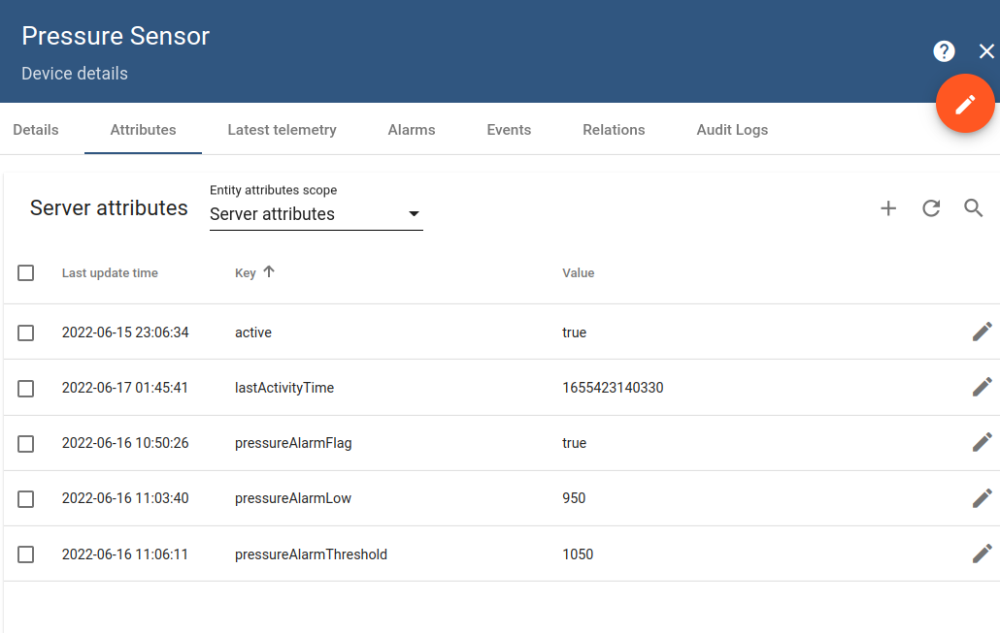 Pressure Sensor
Device details
?
Details Attributes Latest telemetry Alarms Events Relations Audit Logs
Entity attributes scope
Server attributes Server attributes
Last update time Key Value
2022-06-15 23:06:34 active true
2022-06-17 01:45:41 lastActivityTime 1655423140330
2022-06-16 10:50:26 pressureAlarmFlag true
2022-06-16 11:03:40 pressureAlarmLow 950
2022-06-16 11:06:11 pressureAlarmThreshold 1050